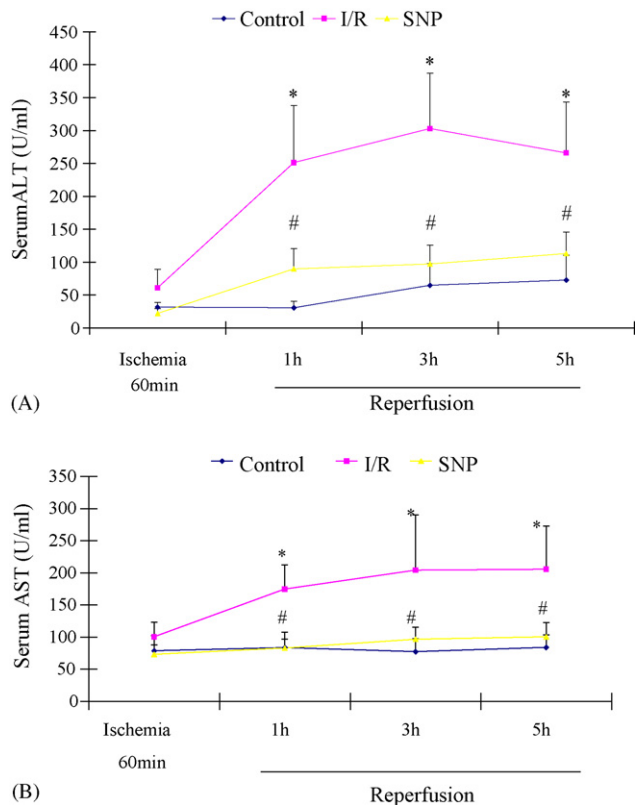 Control I/R SNP
450
400
350
300
250
200
150
100
50
0
SerumALT (U/ml)
* * *
# # #
Ischemia 1h 3h 5h
60min
Reperfusion
(A)
Control I/R SNP
350
300
250
200
150
100
50
0
Serum AST (U/ml)
* * *
# # #
Ischemia 1h 3h 5h
60min
Reperfusion
(B)